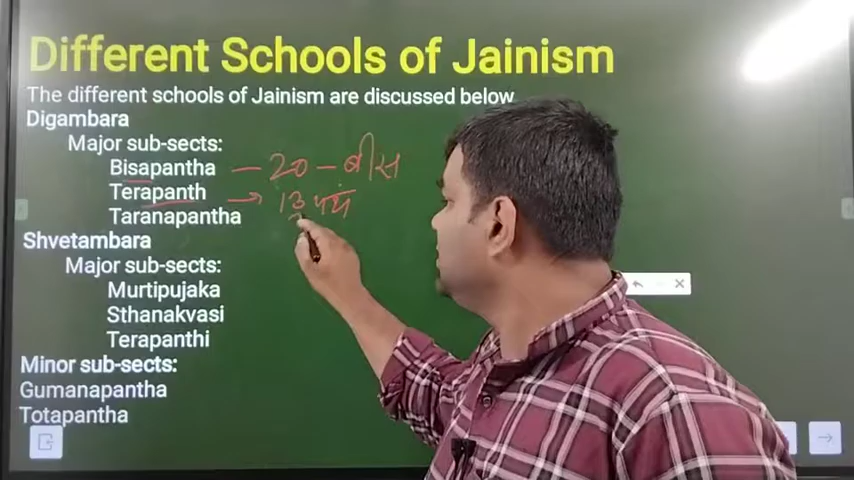 Different Schools of Jainism
The different schools of Jainism are discussed below
Digambara
Major sub-sects:
Bisapantha – 20 – बीस
Terapanth → 13 पंथ
Taranapantha
Shvetambara
Major sub-sects:
Murtipujaka
Sthanakvasi
Terapanthi
Minor sub-sects:
Gumanapantha
Totapantha